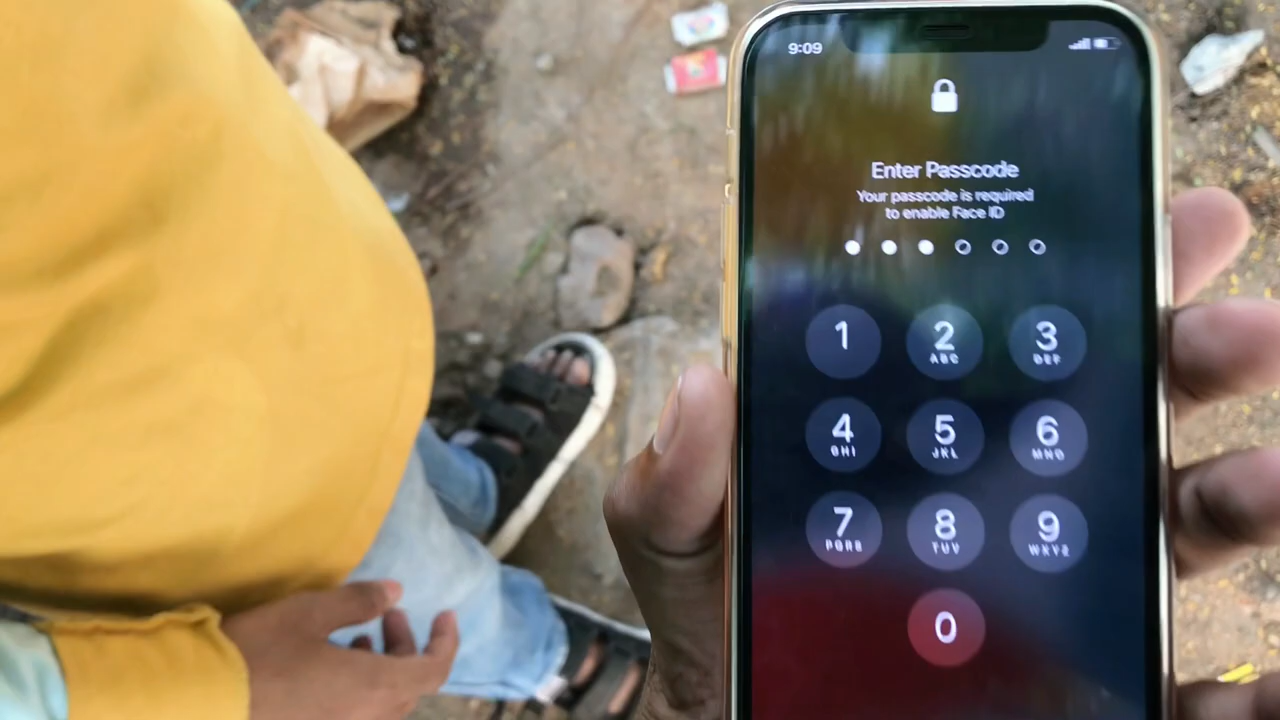 9:09
Enter Passcode
Your passcode is required
to enable Face ID
1 2 3
ABC DEF
4 5 6
GHI JKL MNO
7 8 9
PQRS TUV WXYZ
0